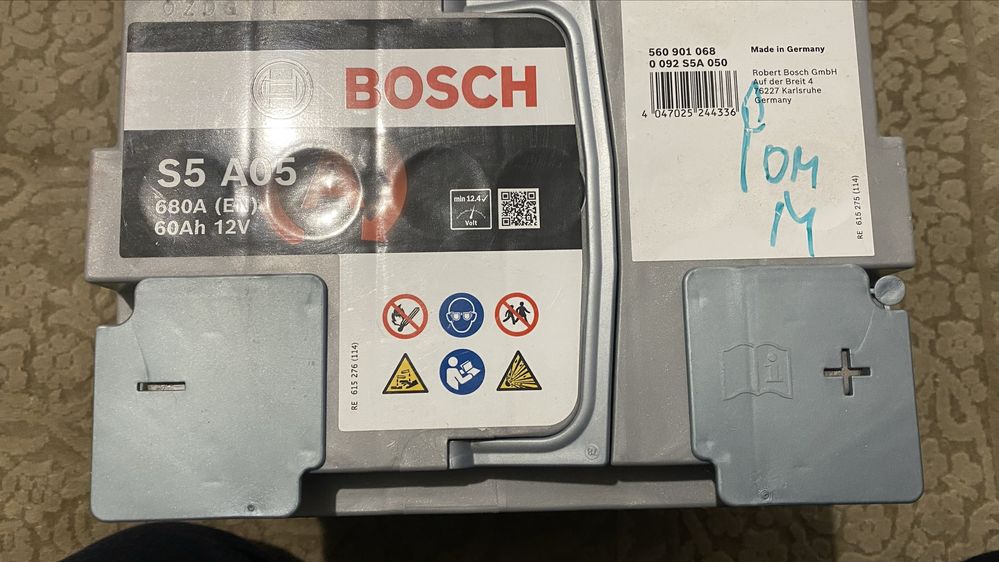 BOSCH
S5 A05
680A (EN)
60Ah 12V
min 12.4✓
Volt
RE 615 276 (114)
560 901 068
0 092 S5A 050
4 047025 244336
Made in Germany
Robert Bosch GmbH
Auf der Breit 4
76227 Karlsruhe
Germany
RE 615 275 (114)